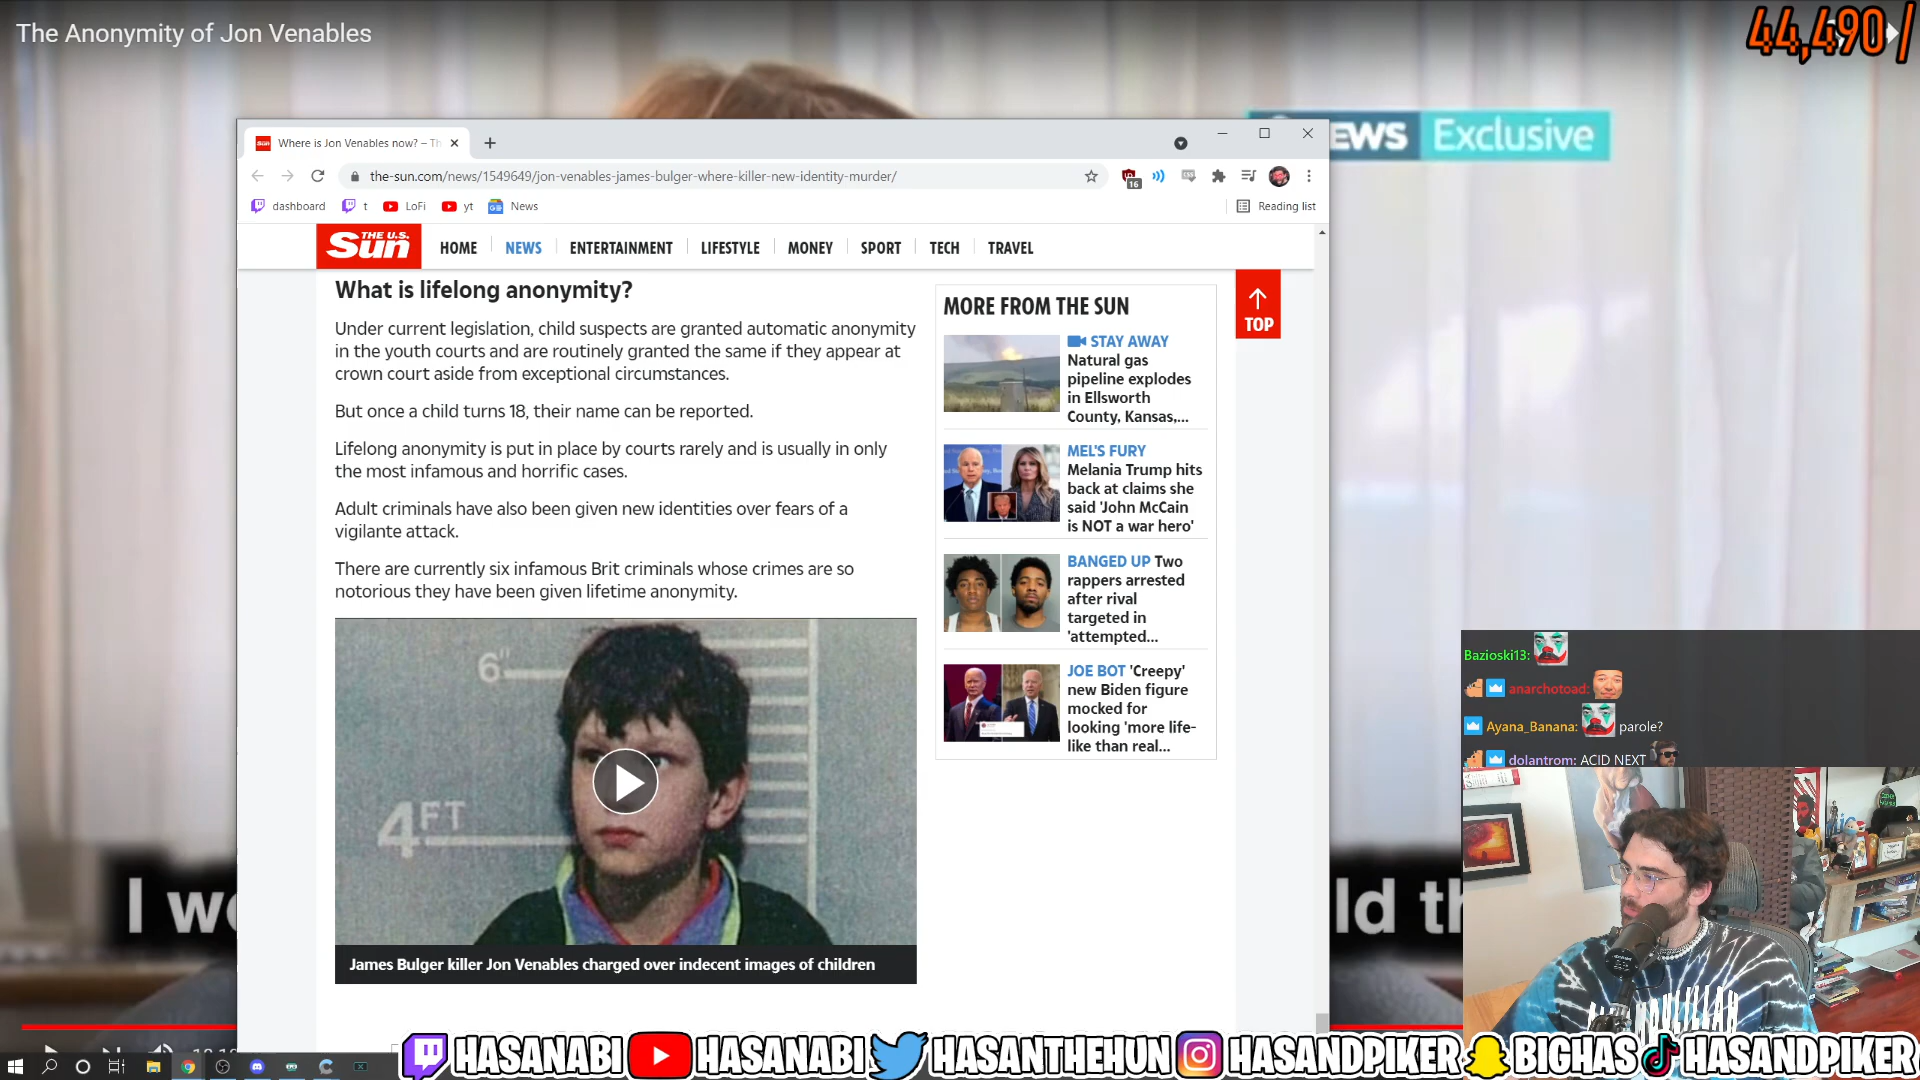 The Anonymity of Jon Venables
44,490 /
EWS Exclusive
Where is Jon Venables now? – Th
the-sun.com/news/1549649/jon-venables-james-bulger-where-killer-new-identity-murder/
16
dashboard t LoFi yt News
Reading list
THE U.S. Sun
HOME NEWS ENTERTAINMENT LIFESTYLE MONEY SPORT TECH TRAVEL
What is lifelong anonymity?
Under current legislation, child suspects are granted automatic anonymity
in the youth courts and are routinely granted the same if they appear at
crown court aside from exceptional circumstances.
But once a child turns 18, their name can be reported.
Lifelong anonymity is put in place by courts rarely and is usually in only
the most infamous and horrific cases.
Adult criminals have also been given new identities over fears of a
vigilante attack.
There are currently six infamous Brit criminals whose crimes are so
notorious they have been given lifetime anonymity.
6"
4FT
James Bulger killer Jon Venables charged over indecent images of children
MORE FROM THE SUN
STAY AWAY
Natural gas
pipeline explodes
in Ellsworth
County, Kansas,...
MEL'S FURY
Melania Trump hits
back at claims she
said 'John McCain
is NOT a war hero'
BANGED UP Two
rappers arrested
after rival
targeted in
'attempted...
JOE BOT 'Creepy'
new Biden figure
mocked for
looking 'more life-
like than real...
TOP
Bazioski13:
anarchotoad:
Ayana_Banana: parole?
dolantrom: ACID NEXT
I we
ld th
HASANABI HASANABI HASANTHEHUN HASANDPIKER BIGHAS HASANDPIKER